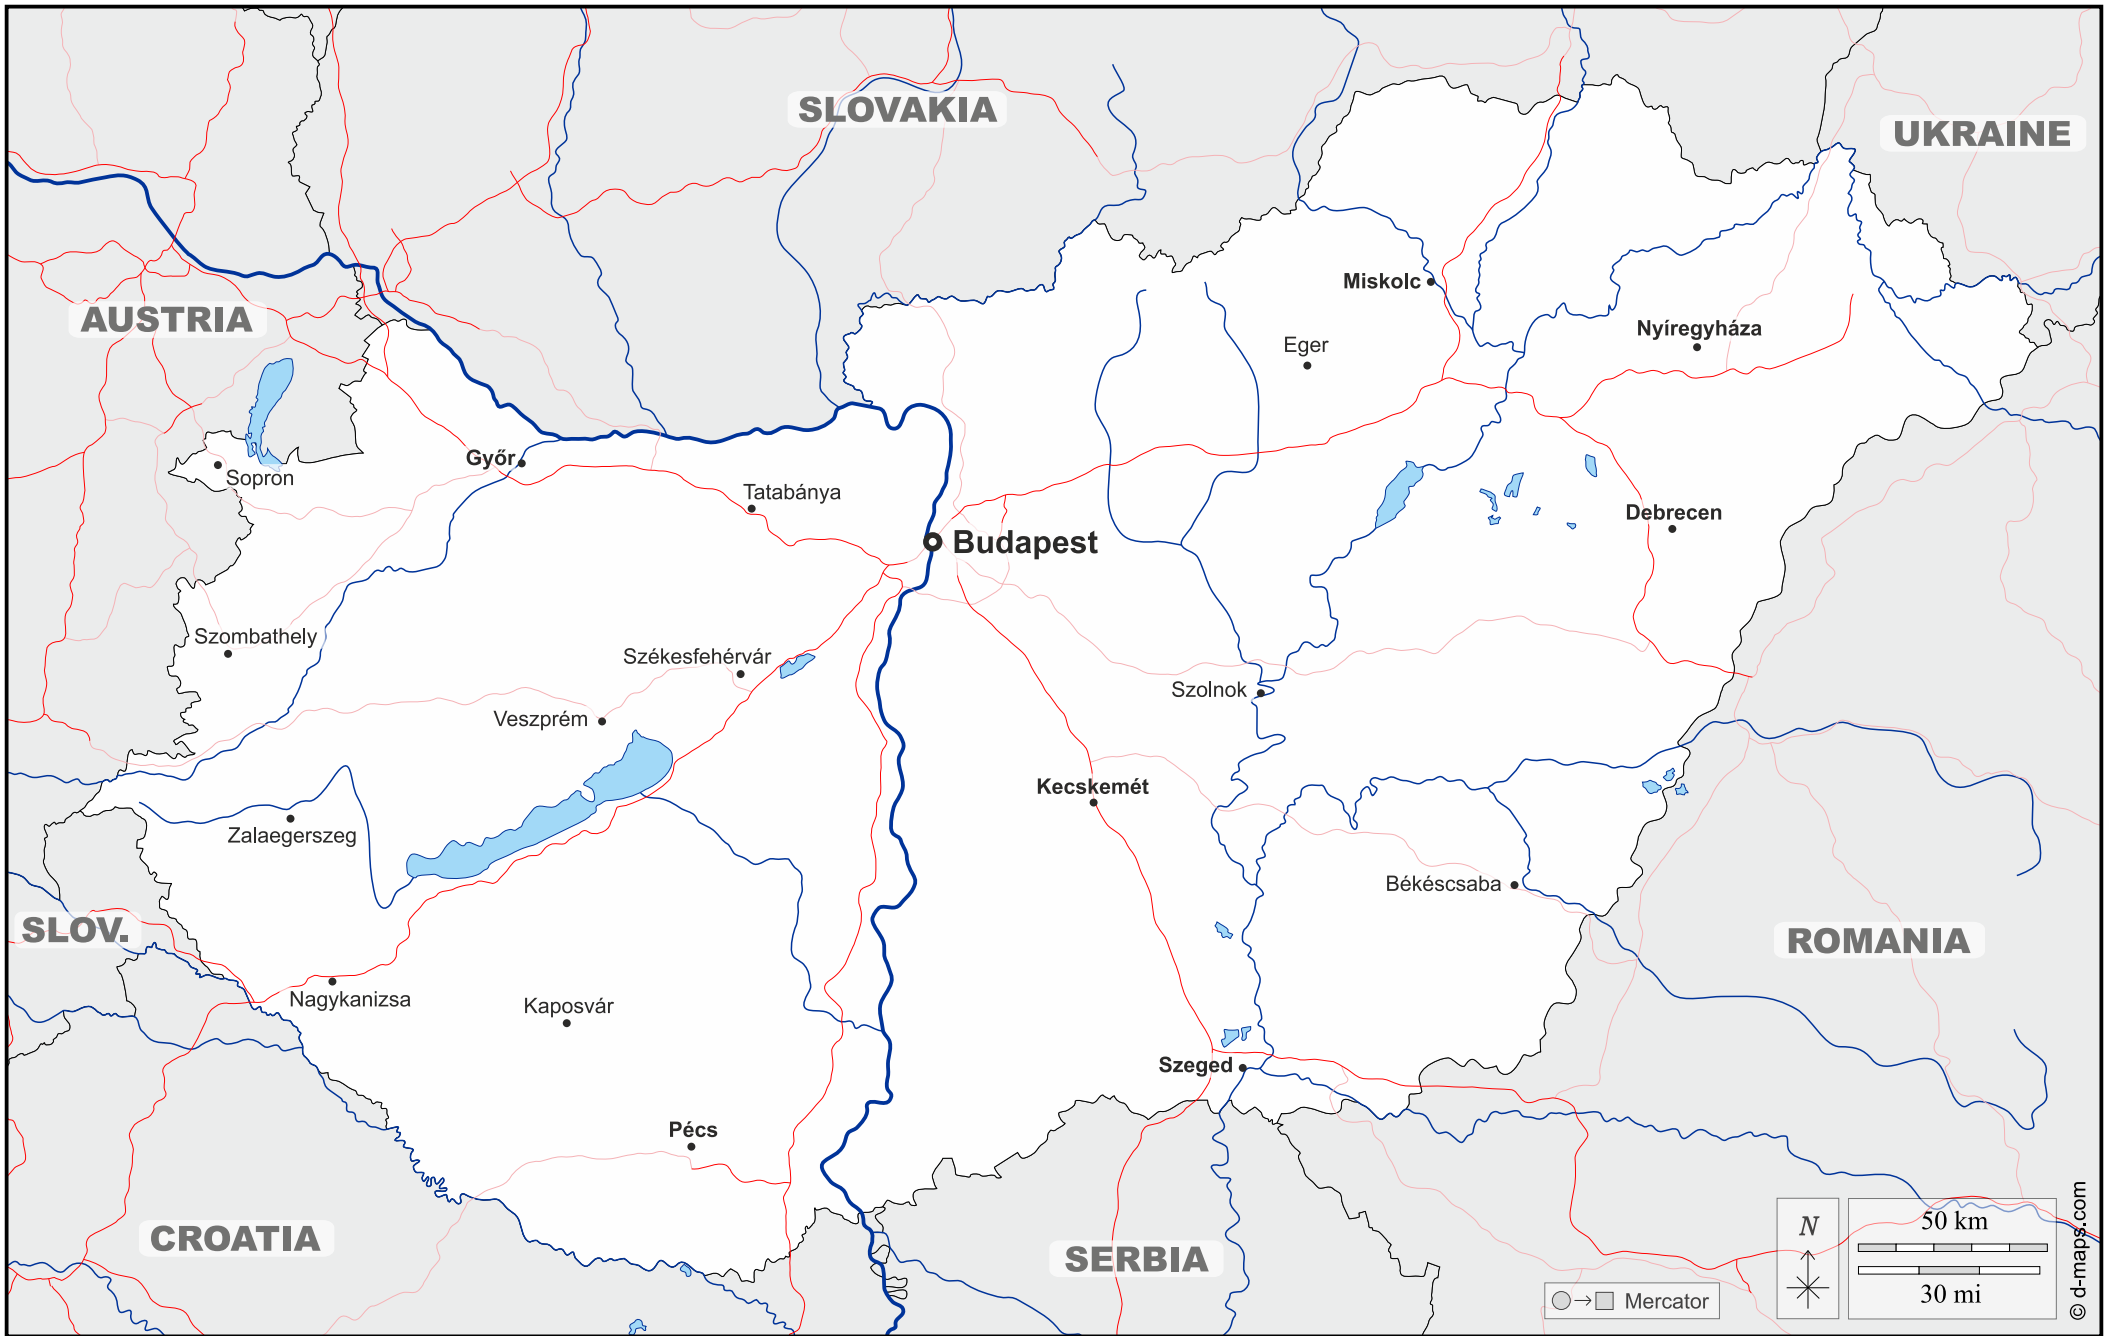 SLOVAKIA
UKRAINE
AUSTRIA
Miskolc
Nyíregyháza
Eger
Győr
Sopron
Tatabánya
Debrecen
Budapest
Szombathely
Székesfehérvár
Szolnok
Veszprém
Kecskemét
Zalaegerszeg
Békéscsaba
SLOV.
ROMANIA
Nagykanizsa
Kaposvár
Szeged
Pécs
CROATIA
SERBIA
Mercator
N
50 km
30 mi
© d-maps.com